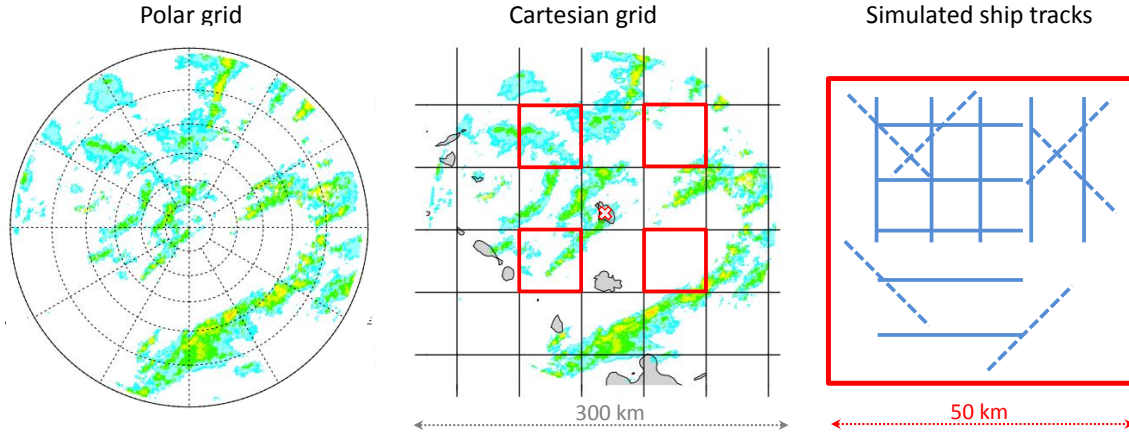 Polar grid
Cartesian grid
Simulated ship tracks
300 km
50 km